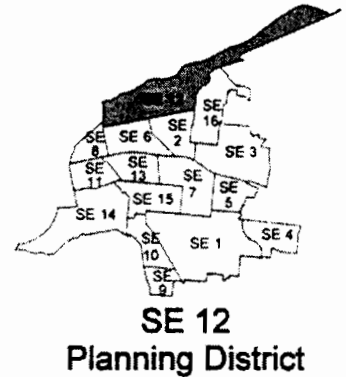 SE
16
SE 6
SE
2
SE
8
SE 3
SE
11
SE
13
SE
7
SE
5
SE 15
SE 14
SE 4
SE
10
SE 1
SE
9
SE 12
Planning District